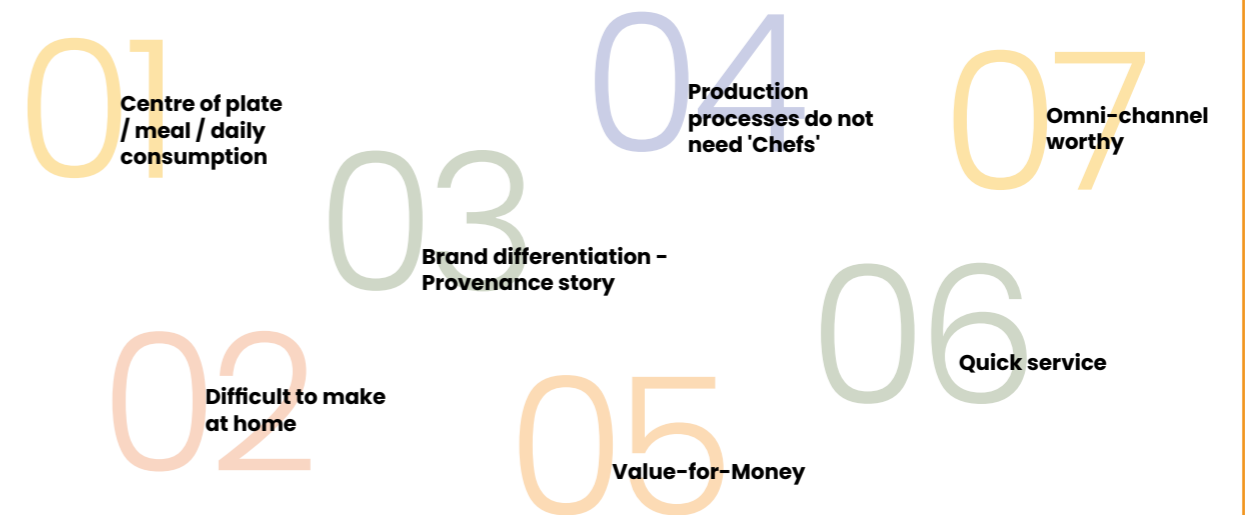 01
Centre of plate
/ meal / daily
consumption
02
Difficult to make
at home
03
Brand differentiation -
Provenance story
04
Production
processes do not
need 'Chefs'
05
Value-for-Money
06
Quick service
07
Omni-channel
worthy